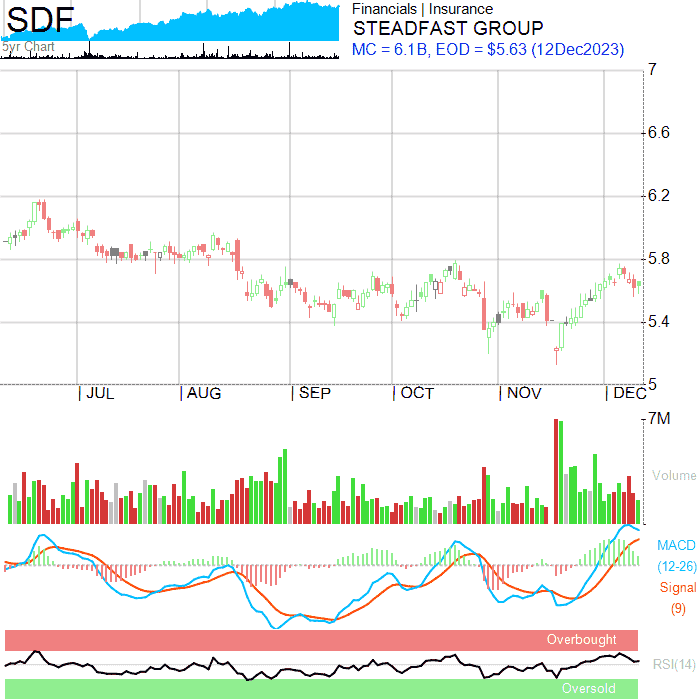 SDF
5yr Chart
Financials | Insurance
STEADFAST GROUP
MC = 6.1B, EOD = $5.63 (12Dec2023)
7
6.6
6.2
5.8
5.4
5
| JUL | AUG | SEP | OCT | NOV | DEC
7M
Volume
MACD
(12-26)
Signal
(9)
Overbought
RSI(14)
Oversold